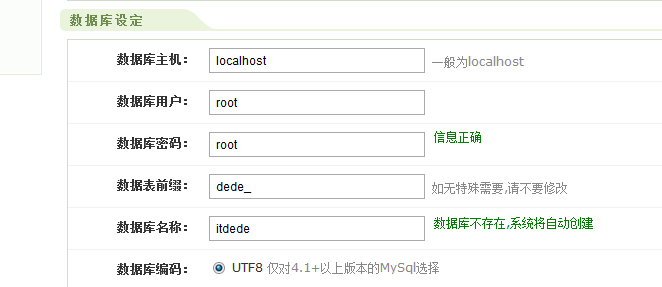 数据库设定
数据库主机： localhost 一般为localhost
数据库用户： root
数据库密码： root 信息正确
数据表前缀： dede_ 如无特殊需要,请不要修改
数据库名称： itdede 数据库不存在,系统将自动创建
数据库编码： UTF8 仅对4.1+以上版本的MySql选择